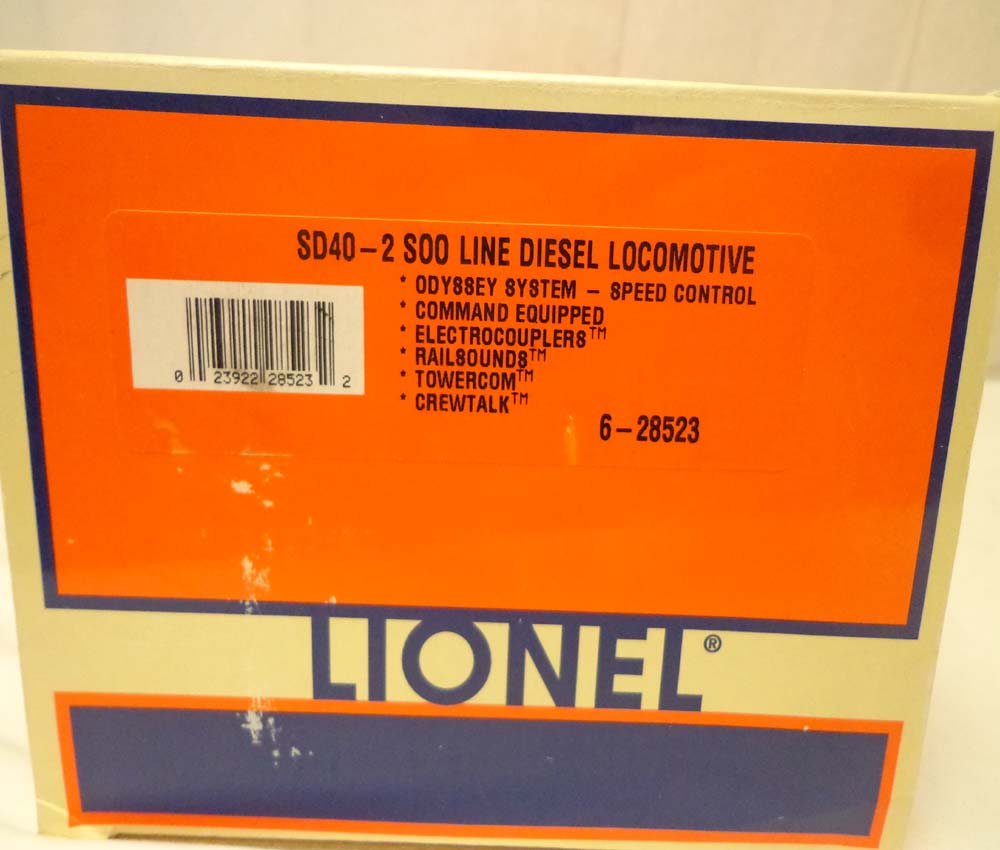 SD40-2 SOO LINE DIESEL LOCOMOTIVE
* ODYSSEY SYSTEM - SPEED CONTROL
* COMMAND EQUIPPED
* ELECTROCOUPLERS™
* RAILSOUNDS™
* TOWERCOM™
* CREWTALK™
0 23922 28523 2
6-28523
LIONEL®